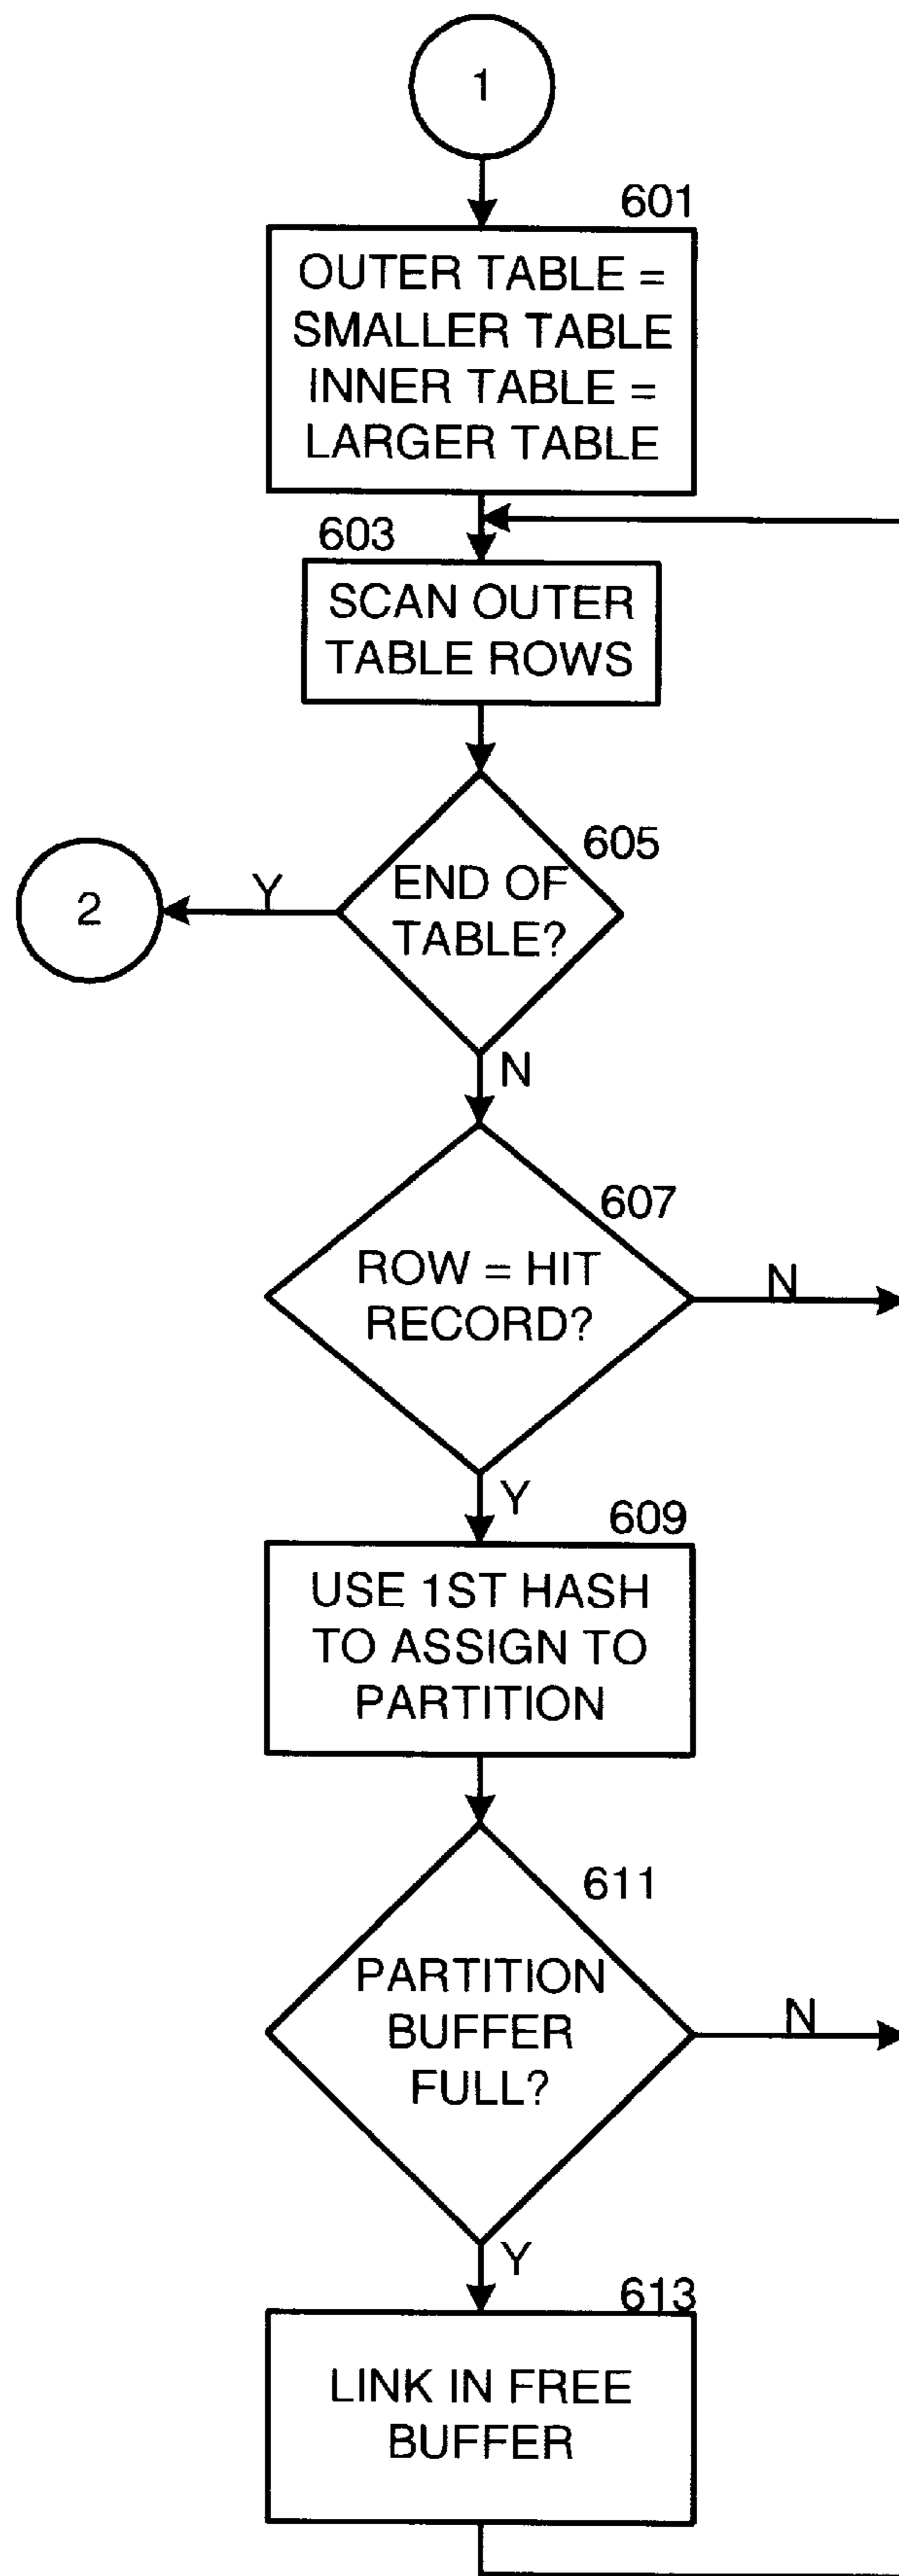 1
601
OUTER TABLE =
SMALLER TABLE
INNER TABLE =
LARGER TABLE
603
SCAN OUTER
TABLE ROWS
605
END OF
TABLE?
Y
2
N
607
ROW = HIT
RECORD?
N
Y
609
USE 1ST HASH
TO ASSIGN TO
PARTITION
611
PARTITION
BUFFER
FULL?
N
Y
613
LINK IN FREE
BUFFER